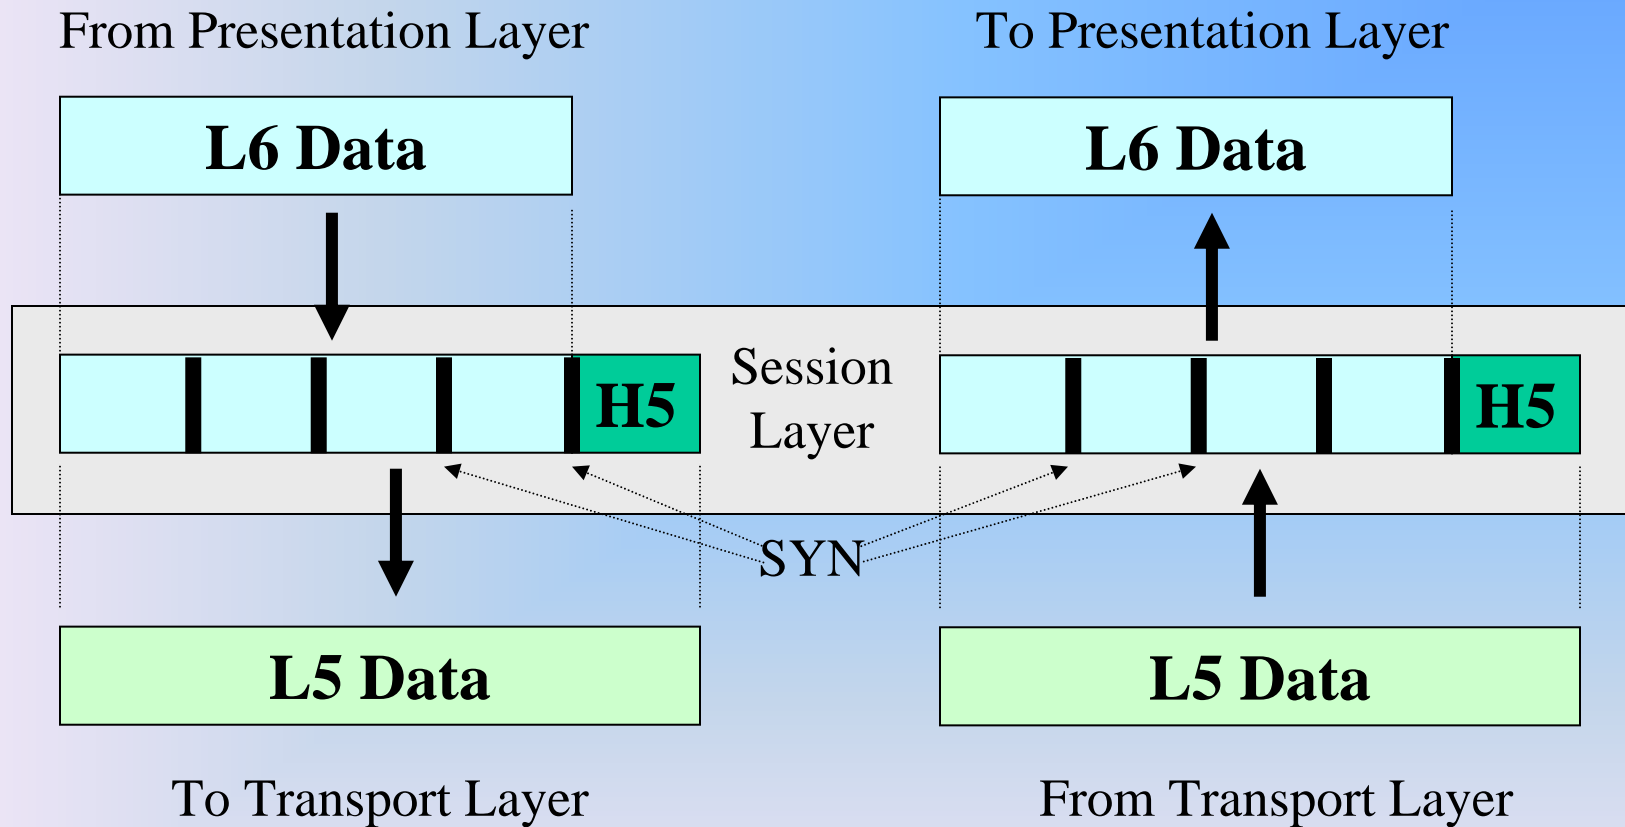 From Presentation Layer
To Presentation Layer
L6 Data
L6 Data
H5
Session
Layer
H5
SYN
L5 Data
L5 Data
To Transport Layer
From Transport Layer